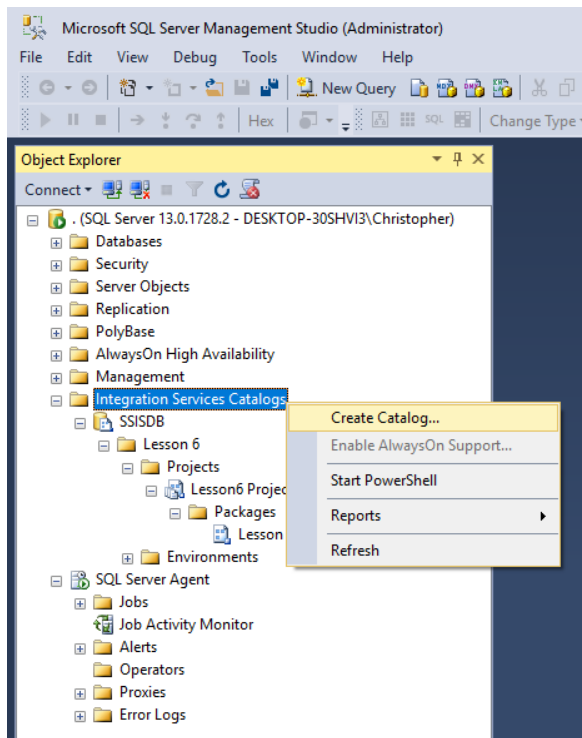 Microsoft SQL Server Management Studio (Administrator)
File Edit View Debug Tools Window Help
New Query
Hex SQL Change Type
Object Explorer
Connect
. (SQL Server 13.0.1728.2 - DESKTOP-30SHVI3\Christopher)
Databases
Security
Server Objects
Replication
PolyBase
AlwaysOn High Availability
Management
Integration Services Catalogs
SSISDB
Lesson 6
Projects
Lesson6 Projec
Packages
Lesson
Environments
Create Catalog...
Enable AlwaysOn Support...
Start PowerShell
Reports
Refresh
SQL Server Agent
Jobs
Job Activity Monitor
Alerts
Operators
Proxies
Error Logs